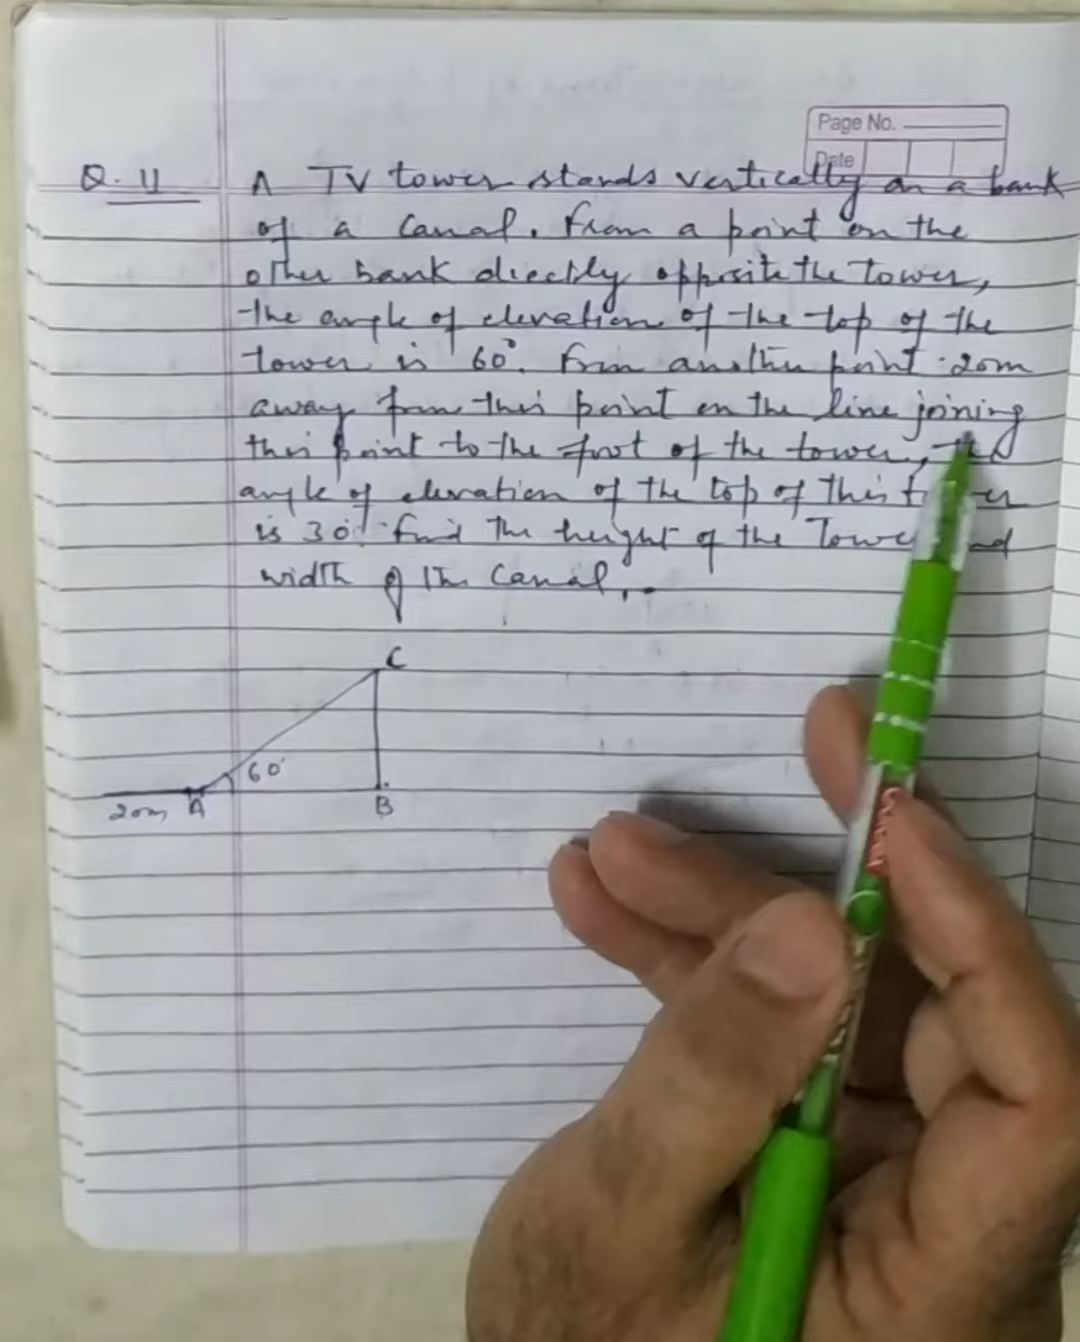 Page No.
Date
Q. 11 A TV tower stands vertically on a bank
of a canal. From a point on the
other bank directly opposite the tower,
the angle of elevation of the top of the
tower is 60°. From another point 20m
away from this point on the line joining
this point to the foot of the tower, the
angle of elevation of the top of this
is 30°. Find the height of the Tower
width of the Canal.
C
60°
20m A B